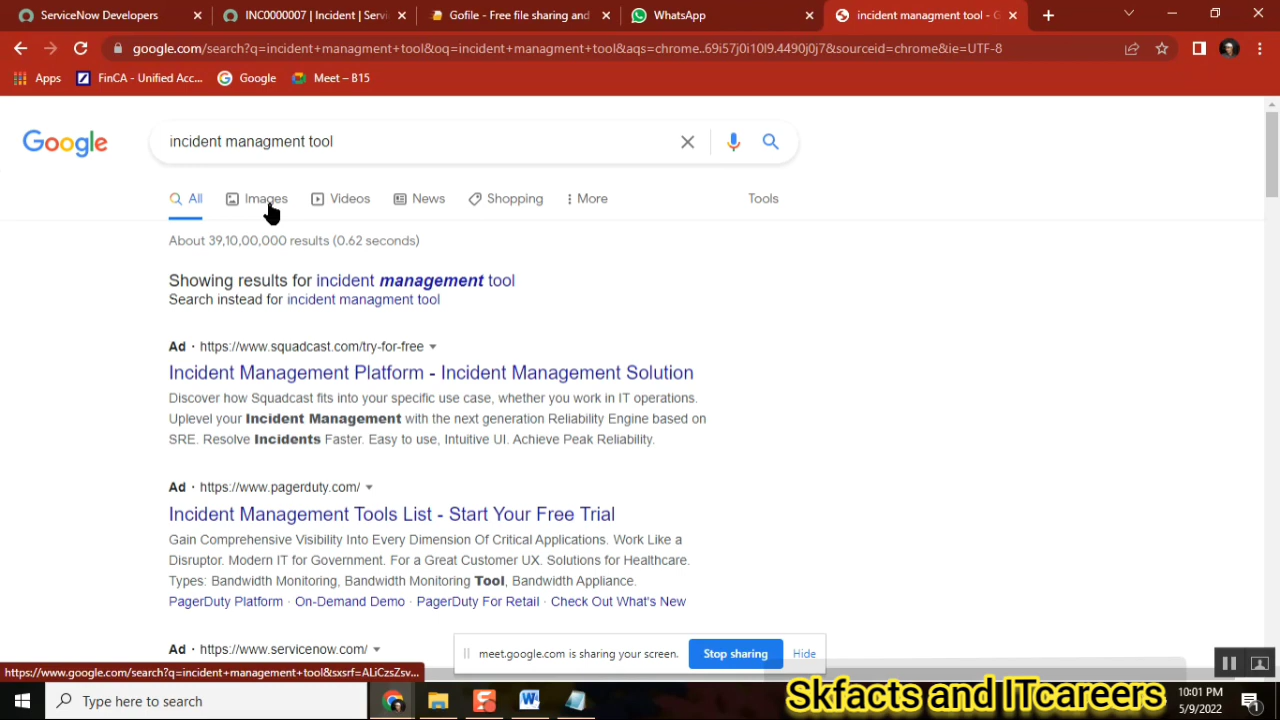 ServiceNow Developers
INC0000007 | Incident | Servi
Gofile - Free file sharing and
WhatsApp
incident managment tool - G
google.com/search?q=incident+managment+tool&oq=incident+managment+tool&aqs=chrome..69i57j0i10l9.4490j0j7&sourceid=chrome&ie=UTF-8
Apps
FinCA - Unified Acc...
Google
Meet – B15
Google
incident managment tool
All
Images
Videos
News
Shopping
More
Tools
About 39,10,00,000 results (0.62 seconds)
Showing results for incident management tool
Search instead for incident managment tool
Ad · https://www.squadcast.com/try-for-free
Incident Management Platform - Incident Management Solution
Discover how Squadcast fits into your specific use case, whether you work in IT operations.
Uplevel your Incident Management with the next generation Reliability Engine based on
SRE. Resolve Incidents Faster. Easy to use, Intuitive UI. Achieve Peak Reliability.
Ad · https://www.pagerduty.com/
Incident Management Tools List - Start Your Free Trial
Gain Comprehensive Visibility Into Every Dimension Of Critical Applications. Work Like a
Disruptor. Modern IT for Government. For a Great Customer UX. Solutions for Healthcare.
Types: Bandwidth Monitoring, Bandwidth Monitoring Tool, Bandwidth Appliance.
PagerDuty Platform · On-Demand Demo · PagerDuty For Retail · Check Out What's New
Ad · https://www.servicenow.com/
meet.google.com is sharing your screen.
Stop sharing
Hide
https://www.google.com/search?q=incident+management+tool&sxsrf=ALiCzsZsv...
Type here to search
Skfacts and ITcareers
10:01 PM
5/9/2022
1